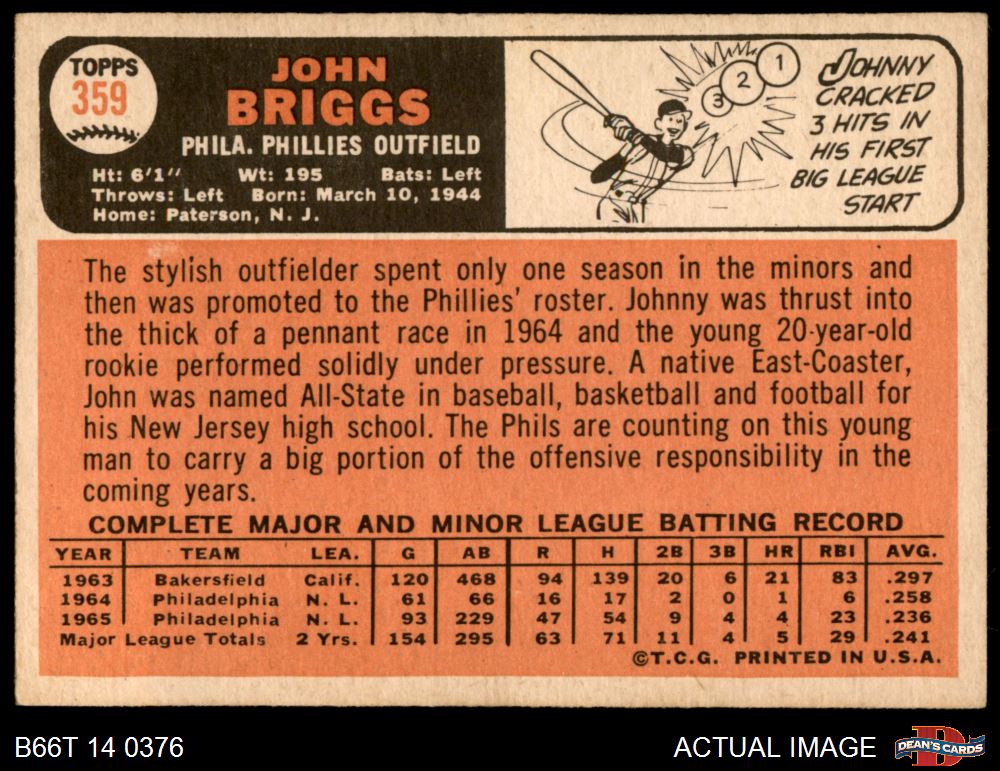 TOPPS
359
JOHN
BRIGGS
PHILA. PHILLIES OUTFIELD
Ht: 6'1" Wt: 195 Bats: Left
Throws: Left Born: March 10, 1944
Home: Paterson, N. J.
1
2
3
JOHNNY
CRACKED
3 HITS IN
HIS FIRST
BIG LEAGUE
START
The stylish outfielder spent only one season in the minors and
then was promoted to the Phillies' roster. Johnny was thrust into
the thick of a pennant race in 1964 and the young 20-year-old
rookie performed solidly under pressure. A native East-Coaster,
John was named All-State in baseball, basketball and football for
his New Jersey high school. The Phils are counting on this young
man to carry a big portion of the offensive responsibility in the
coming years.
COMPLETE MAJOR AND MINOR LEAGUE BATTING RECORD
YEAR TEAM LEA. G AB R H 2B 3B HR RBI AVG.
1963 Bakersfield Calif. 120 468 94 139 20 6 21 83 .297
1964 Philadelphia N. L. 61 66 16 17 2 0 1 6 .258
1965 Philadelphia N. L. 93 229 47 54 9 4 4 23 .236
Major League Totals 2 Yrs. 154 295 63 71 11 4 5 29 .241
©T.C.G. PRINTED IN U.S.A.
B66T 14 0376
ACTUAL IMAGE
D
DEAN'S CARDS